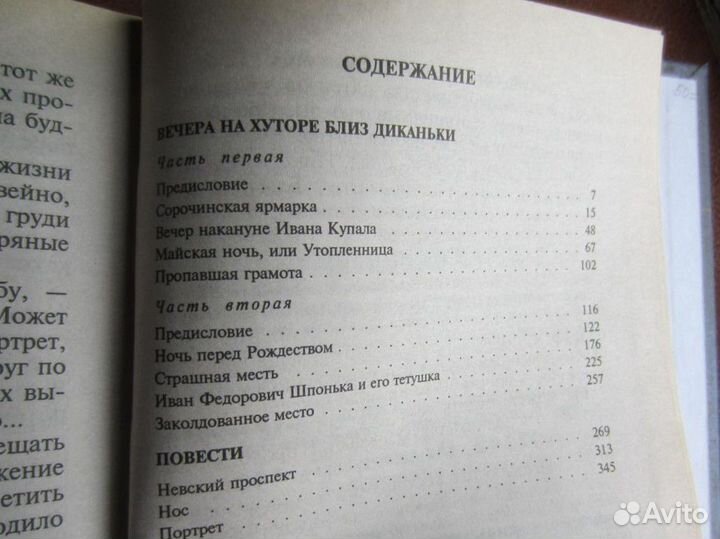 тот же
х про-
на буд-
жизни
вейно,
груди
ряные
бу, —
Может
ртрет,
руг по
х вы-
о...
ещать
жение
етить
одило
СОДЕРЖАНИЕ
ВЕЧЕРА НА ХУТОРЕ БЛИЗ ДИКАНЬКИ
Часть первая
Предисловие . . . . . . . . . . 7
Сорочинская ярмарка . . . . . . . . . . 15
Вечер накануне Ивана Купала . . . . . . . . . . 48
Майская ночь, или Утопленница . . . . . . . . . . 67
Пропавшая грамота . . . . . . . . . . 102
Часть вторая
Предисловие . . . . . . . . . . 116
Ночь перед Рождеством . . . . . . . . . . 122
Страшная месть . . . . . . . . . . 176
Иван Федорович Шпонька и его тетушка . . . . . . . . . . 225
Заколдованное место . . . . . . . . . . 257
ПОВЕСТИ
Невский проспект . . . . . . . . . . 269
Нос . . . . . . . . . . 313
Портрет . . . . . . . . . . 345
Avito